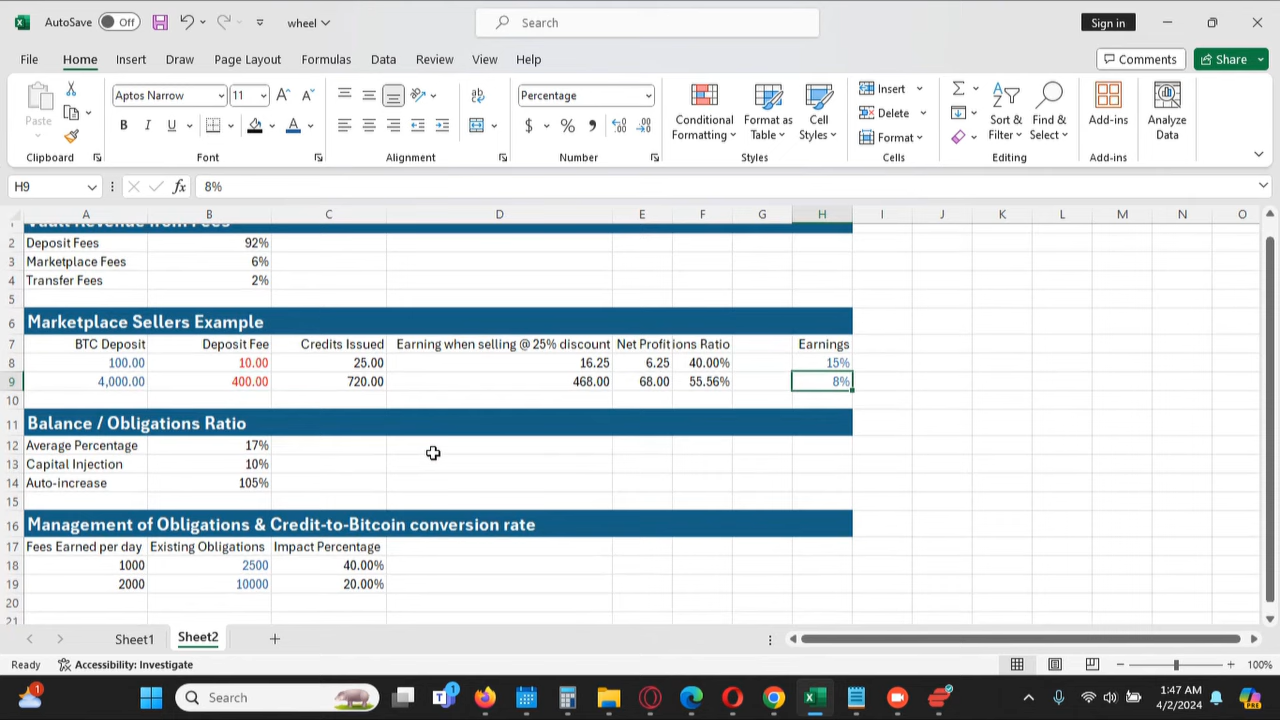 AutoSave Off wheel Search Sign in
File Home Insert Draw Page Layout Formulas Data Review View Help Comments Share
Paste Aptos Narrow 11 Percentage Conditional Formatting Format as Table Cell Styles Insert Delete Format Sort & Filter Find & Select Add-ins Analyze Data
Clipboard Font Alignment Number Styles Cells Editing Add-ins
H9 fx 8%
A B C D E F G H I J K L M N O
1 Vault Revenue from Fees
2 Deposit Fees 92%
3 Marketplace Fees 6%
4 Transfer Fees 2%
5
6 Marketplace Sellers Example
7 BTC Deposit Deposit Fee Credits Issued Earning when selling @ 25% discount Net Profit ions Ratio Earnings
8 100.00 10.00 25.00 16.25 6.25 40.00% 15%
9 4,000.00 400.00 720.00 468.00 68.00 55.56% 8%
10
11 Balance / Obligations Ratio
12 Average Percentage 17%
13 Capital Injection 10%
14 Auto-increase 105%
15
16 Management of Obligations & Credit-to-Bitcoin conversion rate
17 Fees Earned per day Existing Obligations Impact Percentage
18 1000 2500 40.00%
19 2000 10000 20.00%
20
21
Sheet1 Sheet2
Ready Accessibility: Investigate 100%
1 Search 1 1:47 AM
4/2/2024 PRE